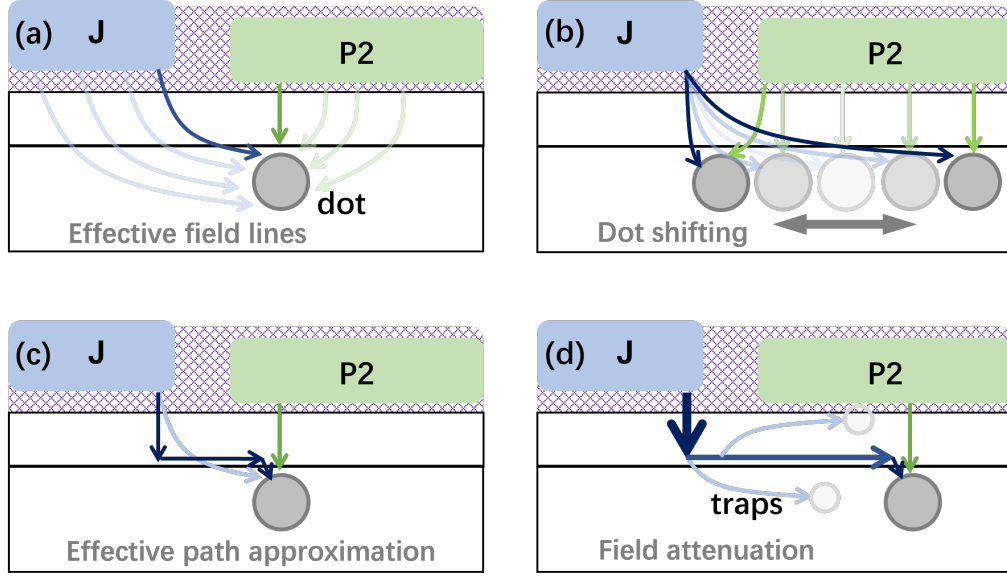 (a) J
P2
dot
Effective field lines
(b) J
P2
Dot shifting
(c) J
P2
Effective path approximation
(d) J
P2
traps
Field attenuation